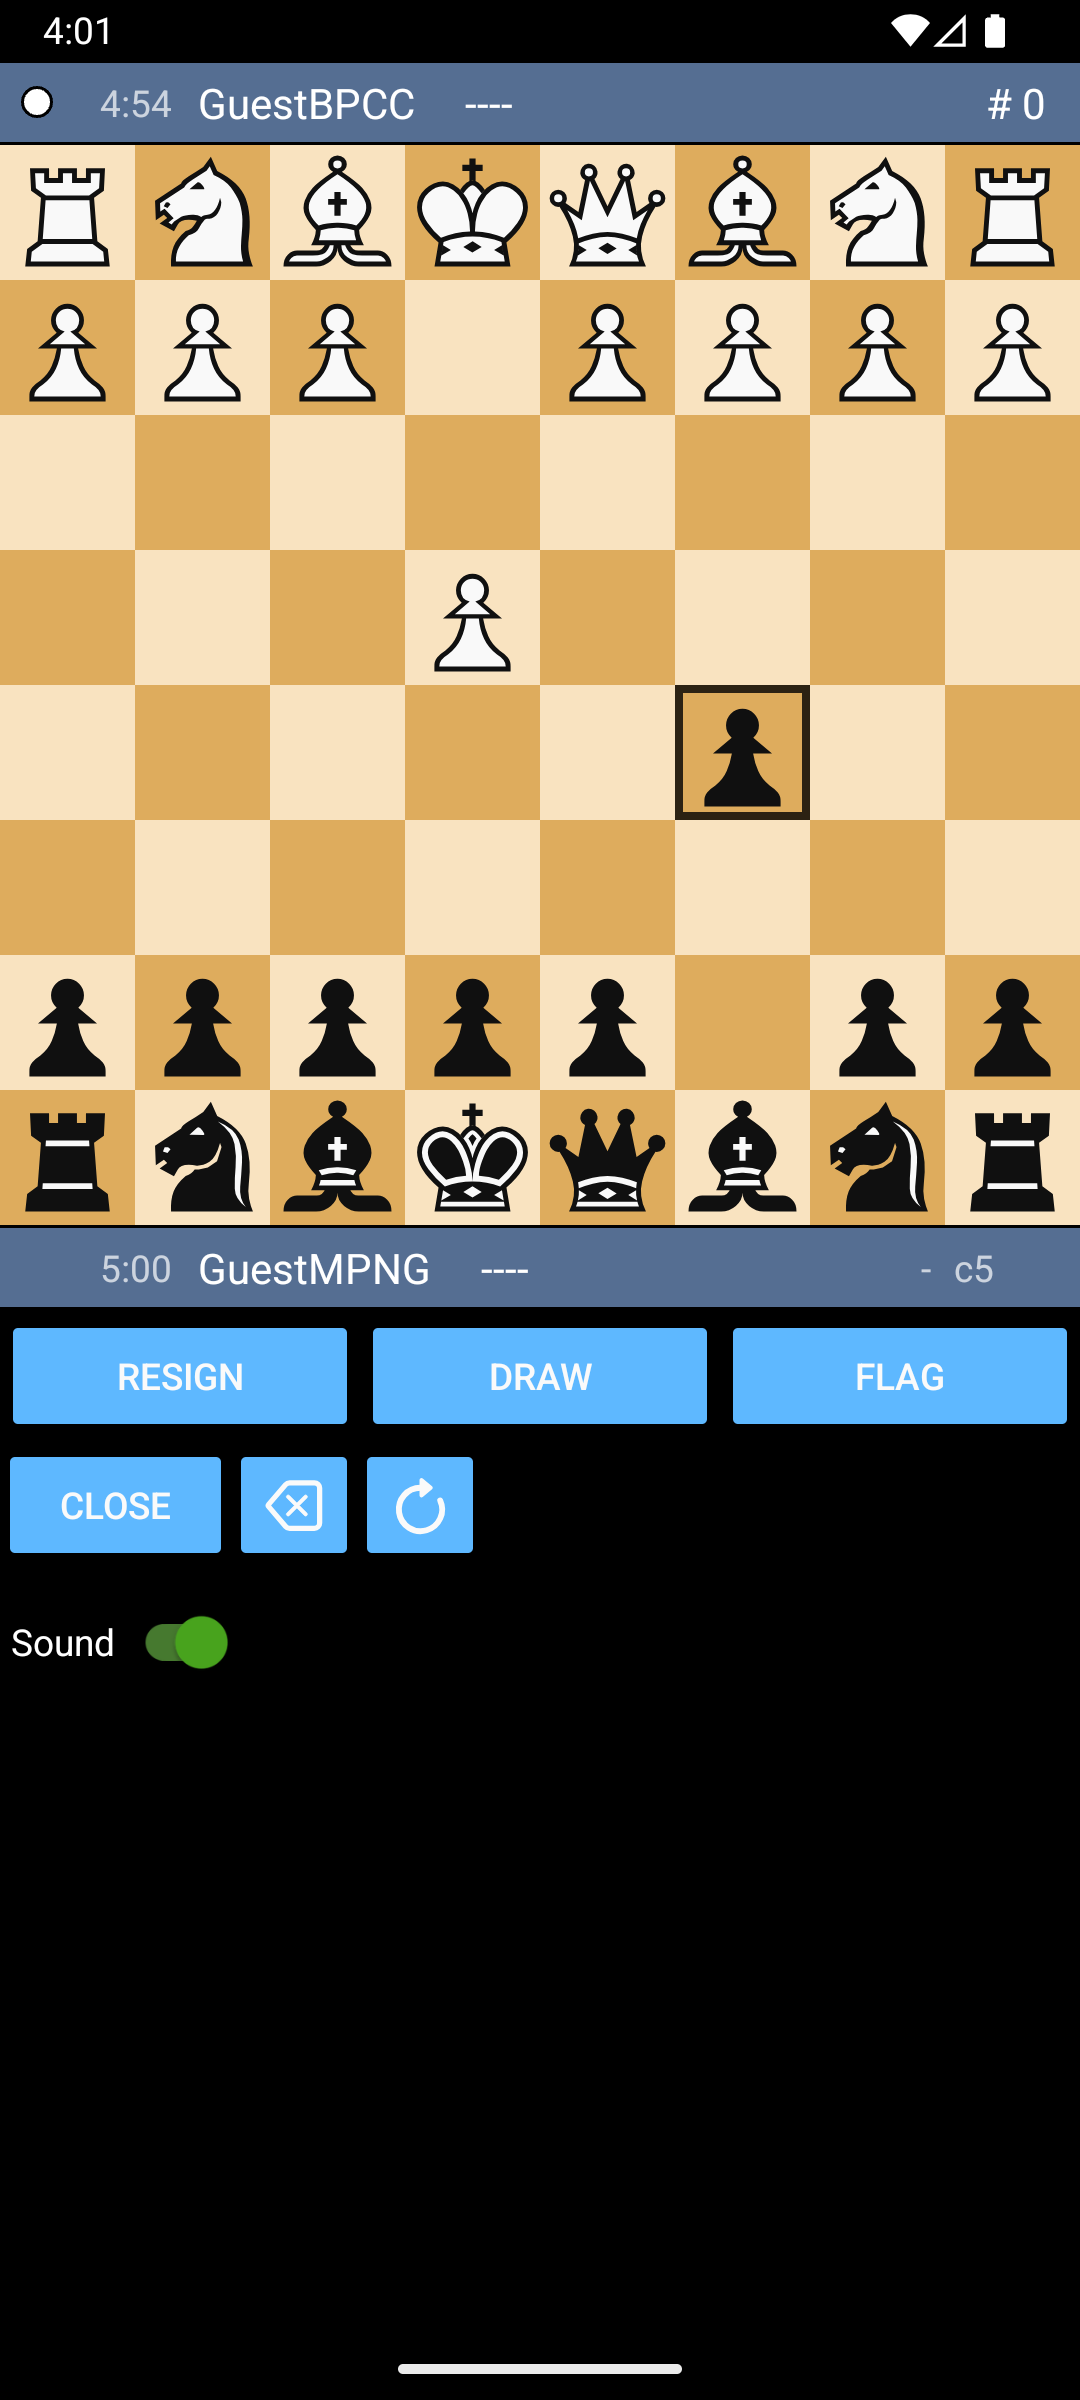 4:01
4:54 GuestBPCC ---- # 0
5:00 GuestMPNG ---- - c5
RESIGN DRAW FLAG
CLOSE
Sound